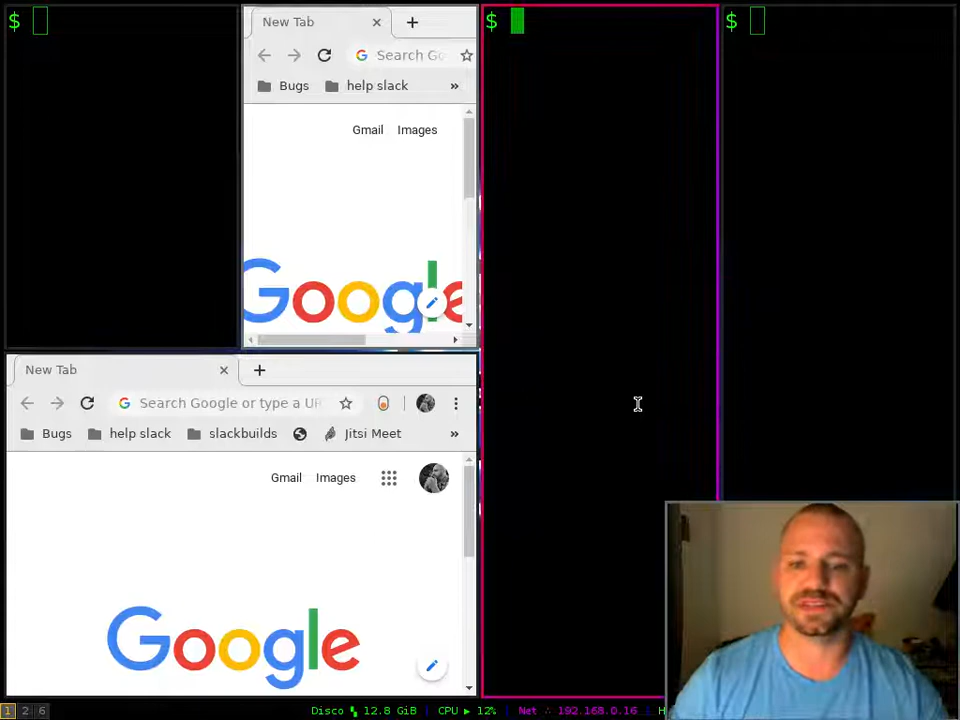 $
New Tab
Search Go
Bugs
help slack
»
Gmail
Images
Google
$
$
New Tab
Search Google or type a UR
Bugs
help slack
slackbuilds
Jitsi Meet
»
Gmail
Images
Google
1 2 6
Disco 12.8 GiB
CPU ▶ 12%
Net ∴ 192.168.0.16
H